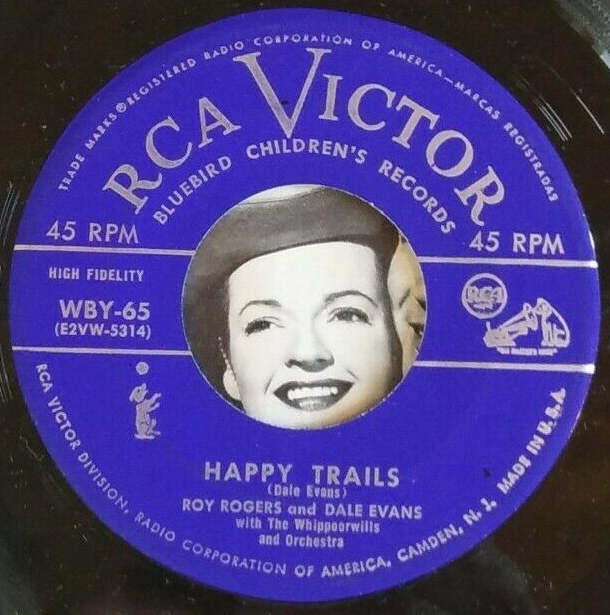 TRADE MARKS ® REGISTERED RADIO CORPORATION OF AMERICA—MARCAS REGISTRADAS
RCA VICTOR
BLUEBIRD CHILDREN'S RECORDS
45 RPM
45 RPM
HIGH FIDELITY
WBY-65
(E2VW-5314)
RCA
"HIS MASTER'S VOICE"
HAPPY TRAILS
(Dale Evans)
ROY ROGERS and DALE EVANS
with The Whippoorwills
and Orchestra
RCA VICTOR DIVISION, RADIO CORPORATION OF AMERICA, CAMDEN, N. J. MADE IN U.S.A.